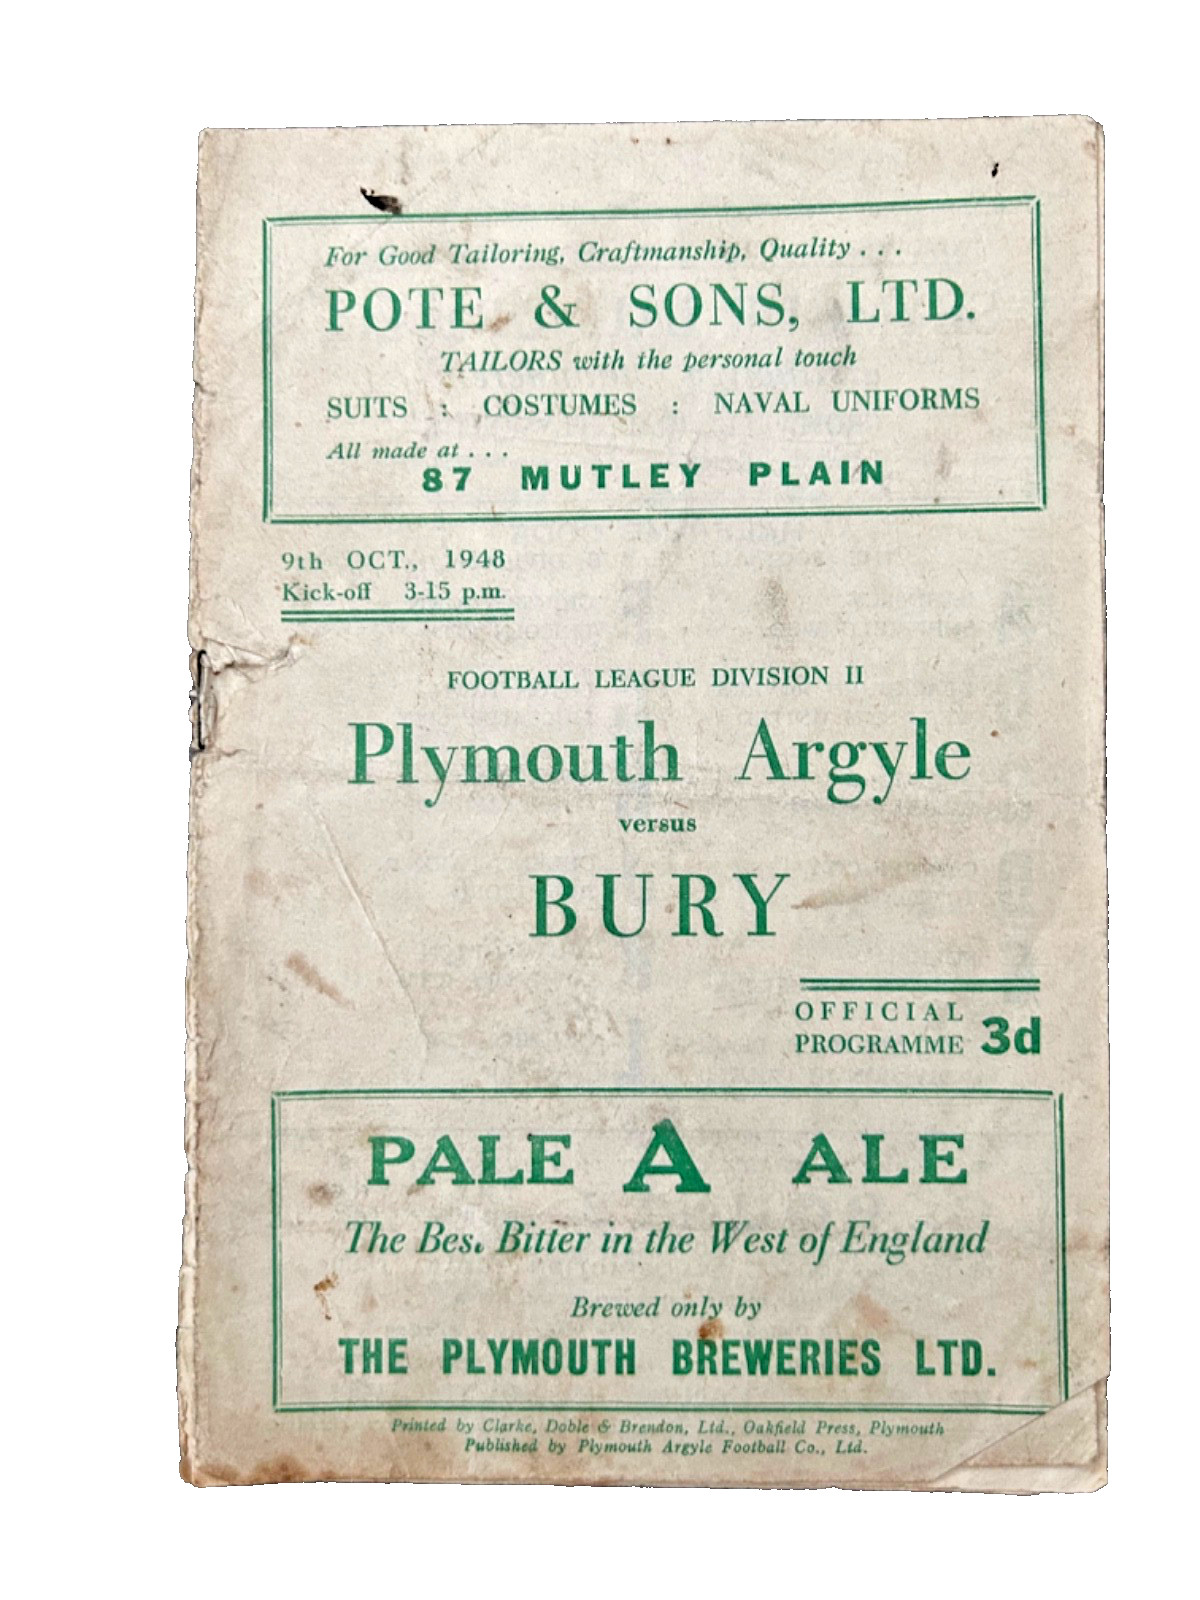 For Good Tailoring, Craftmanship, Quality . . .
POTE & SONS, LTD.
TAILORS with the personal touch
SUITS : COSTUMES : NAVAL UNIFORMS
All made at . . .
87 MUTLEY PLAIN
9th OCT., 1948
Kick-off 3-15 p.m.
FOOTBALL LEAGUE DIVISION II
Plymouth Argyle
versus
BURY
OFFICIAL
PROGRAMME 3d
PALE A ALE
The Best Bitter in the West of England
Brewed only by
THE PLYMOUTH BREWERIES LTD.
Printed by Clarke, Doble & Brendon, Ltd., Oakfield Press, Plymouth
Published by Plymouth Argyle Football Co., Ltd.